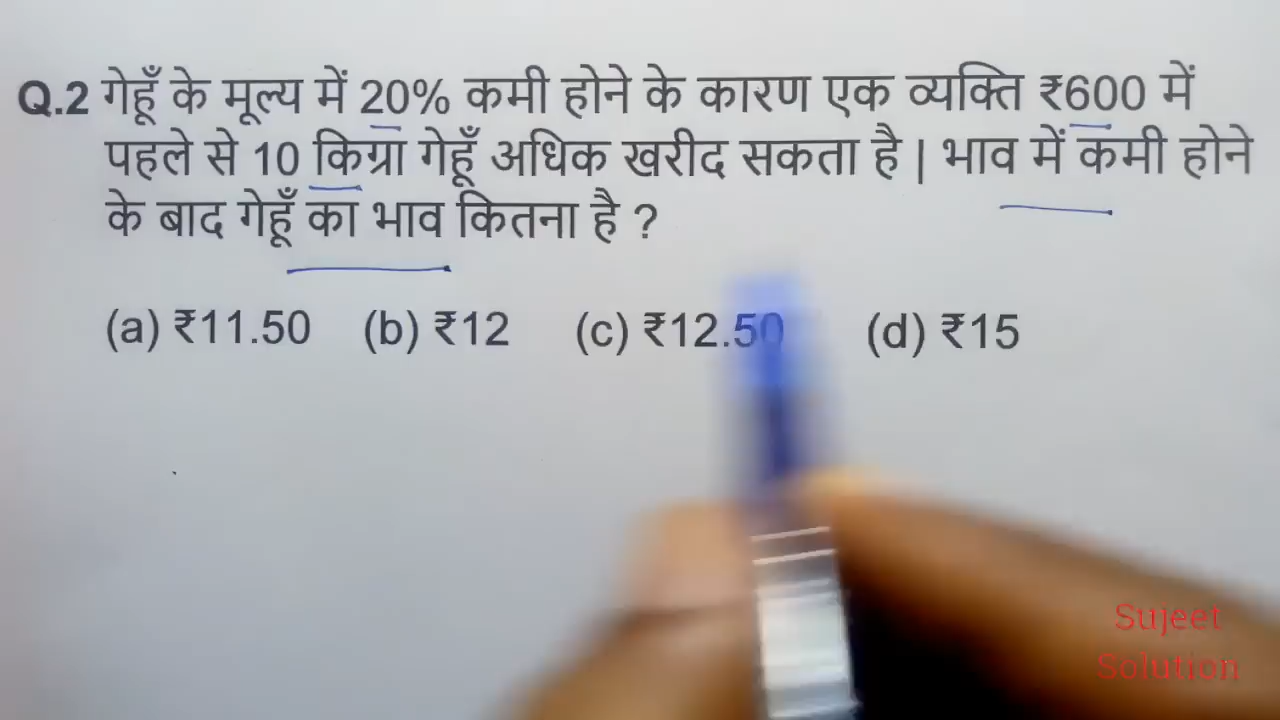 Q.2 गेहूँ के मूल्य में 20% कमी होने के कारण एक व्यक्ति ₹600 में
पहले से 10 किग्रा गेहूँ अधिक खरीद सकता है | भाव में कमी होने
के बाद गेहूँ का भाव कितना है ?
(a) ₹11.50 (b) ₹12 (c) ₹12.50 (d) ₹15
Sujeet
Solution